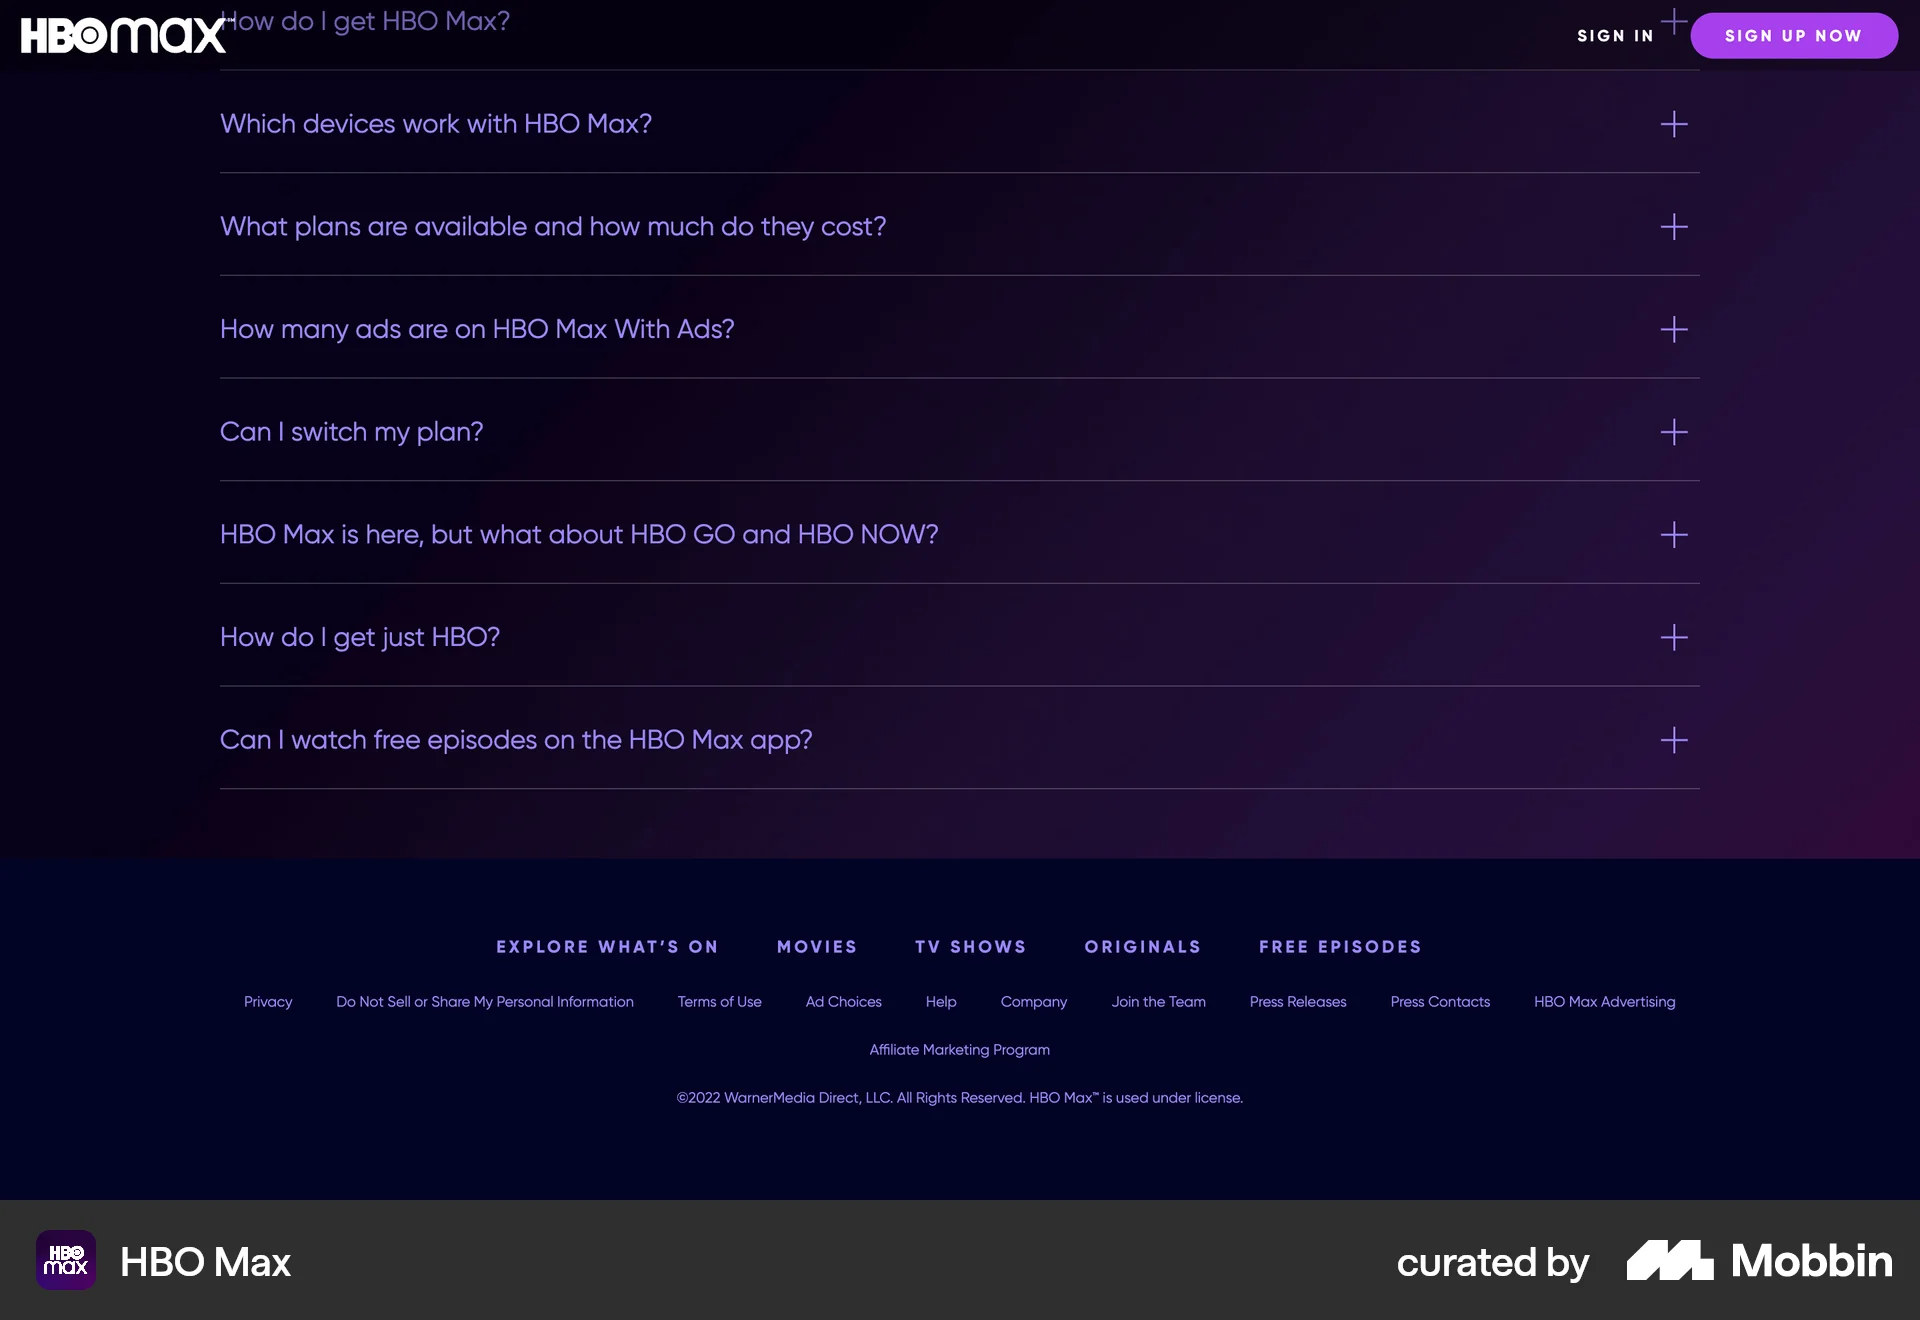 HBOmax™
How do I get HBO Max?
SIGN IN
SIGN UP NOW
Which devices work with HBO Max?
What plans are available and how much do they cost?
How many ads are on HBO Max With Ads?
Can I switch my plan?
HBO Max is here, but what about HBO GO and HBO NOW?
How do I get just HBO?
Can I watch free episodes on the HBO Max app?
EXPLORE WHAT’S ON MOVIES TV SHOWS ORIGINALS FREE EPISODES
Privacy Do Not Sell or Share My Personal Information Terms of Use Ad Choices Help Company Join the Team Press Releases Press Contacts HBO Max Advertising
Affiliate Marketing Program
©2022 WarnerMedia Direct, LLC. All Rights Reserved. HBO Max™ is used under license.
HBO
max
HBO Max
curated by Mobbin